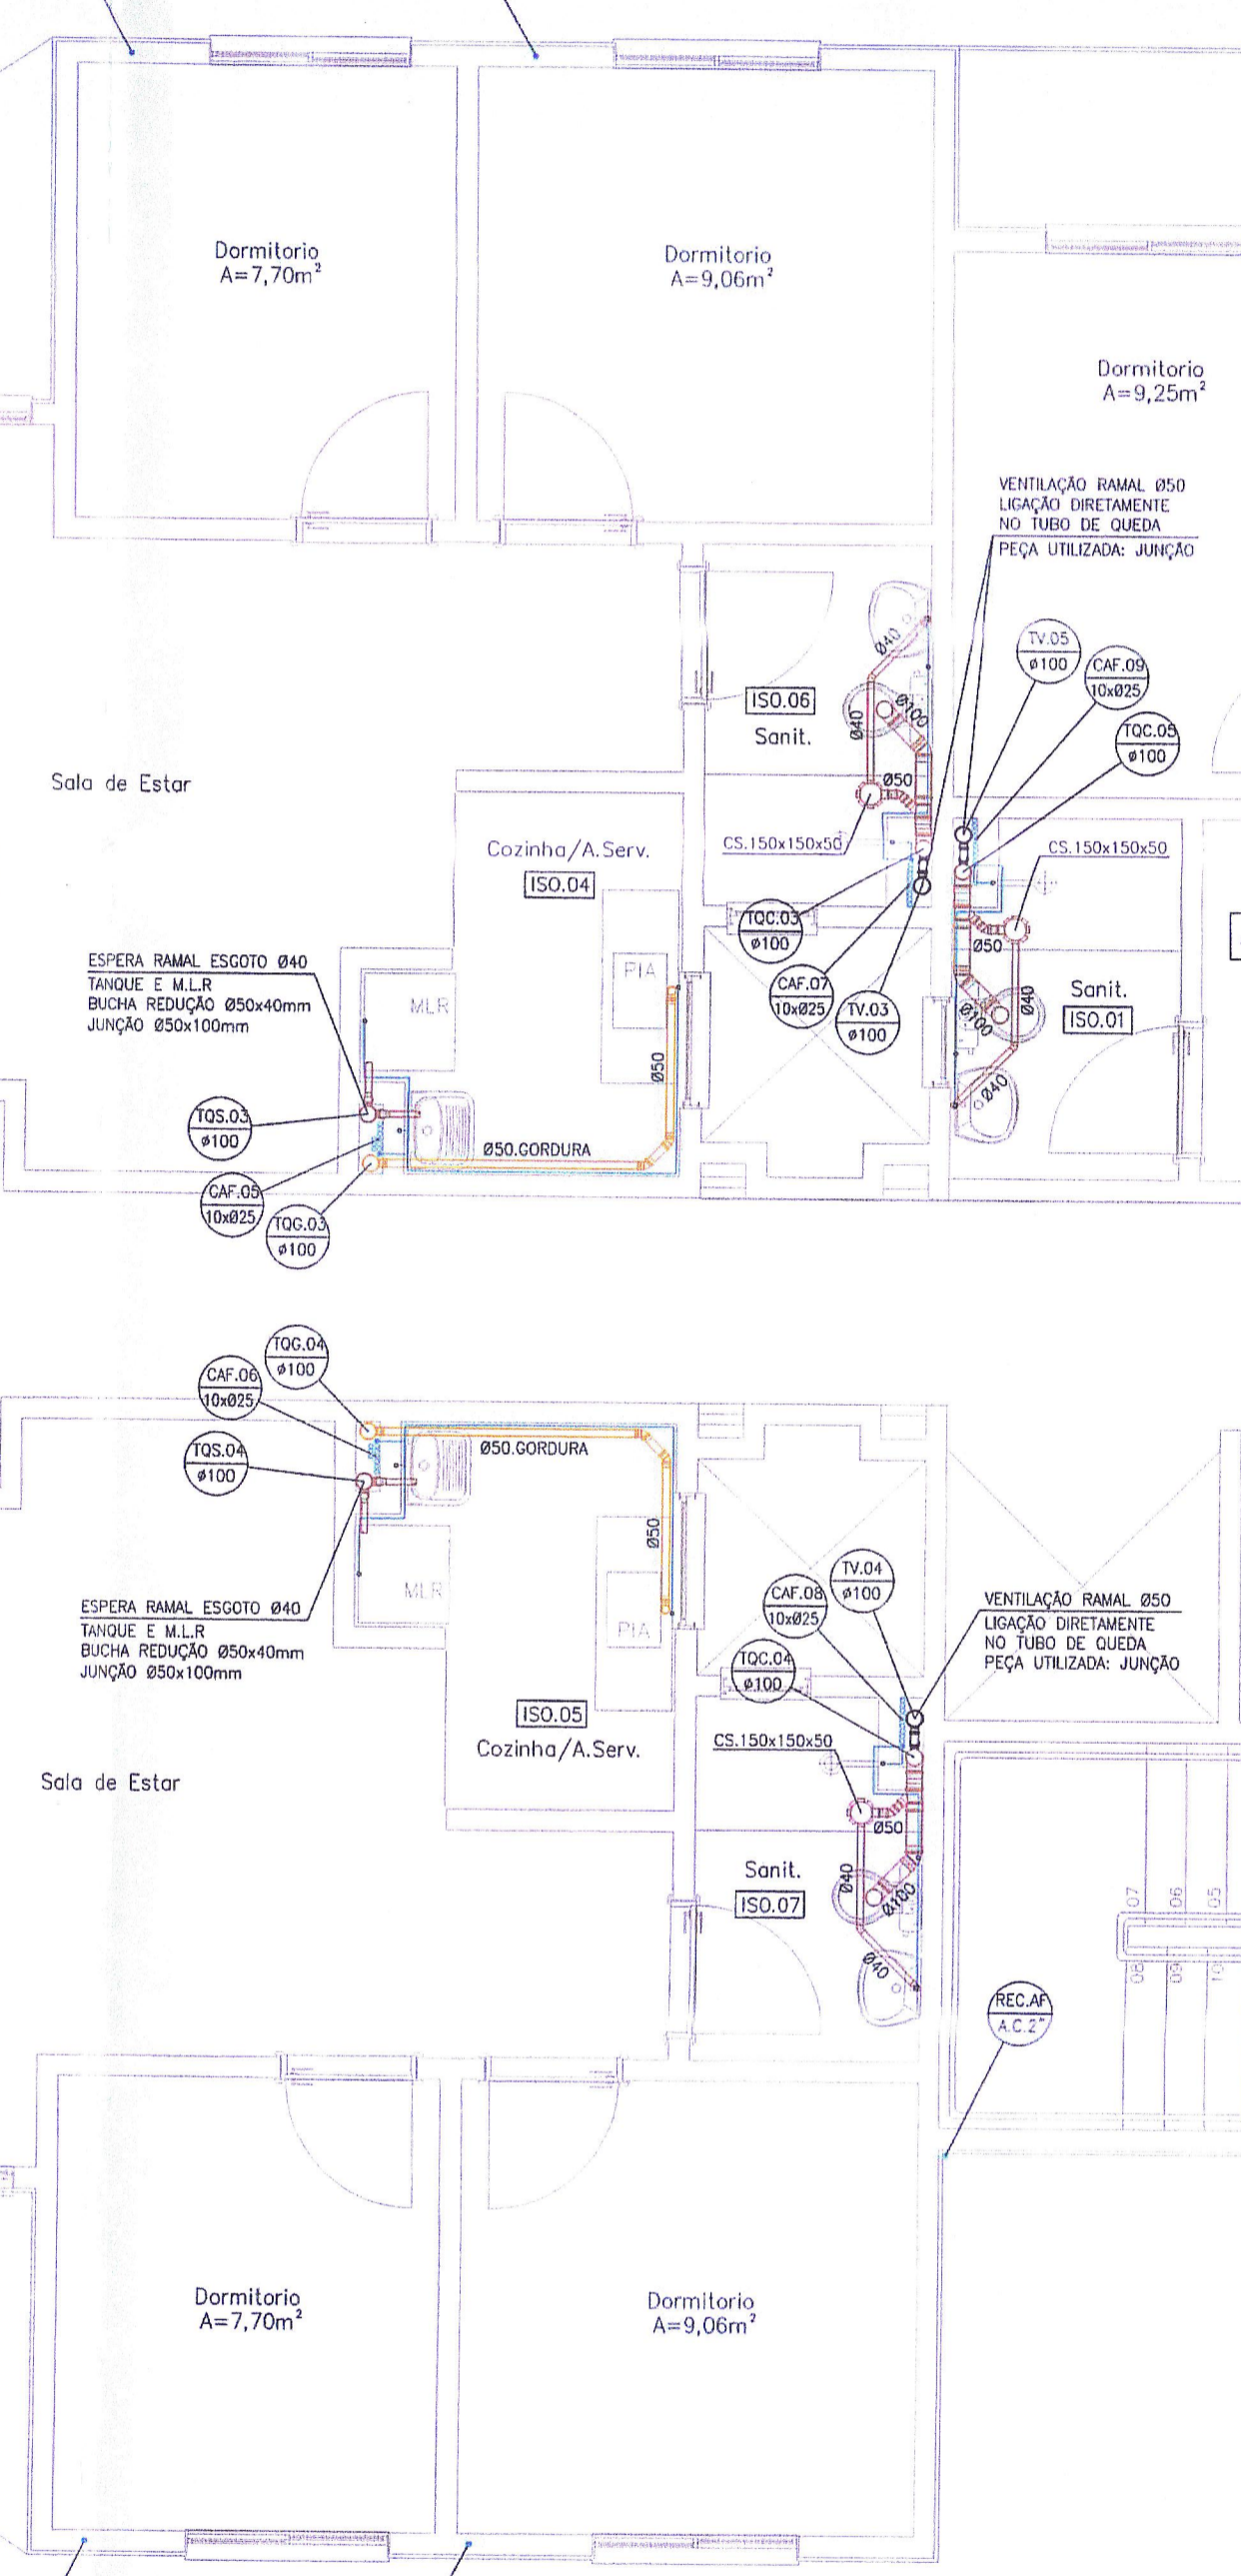 Dormitorio
A=7,70m²
Dormitorio
A=9,06m²
Dormitorio
A=9,25m²
VENTILAÇÃO RAMAL Ø50
LIGAÇÃO DIRETAMENTE
NO TUBO DE QUEDA
PEÇA UTILIZADA: JUNÇÃO
TV.05
ø100
CAF.09
10xØ25
TQC.05
ø100
Ø40
Ø100
Ø40
ISO.06
Sanit.
Ø50
Sala de Estar
Cozinha/A.Serv.
ISO.04
CS.150x150x50
CS.150x150x50
TQC.03
ø100
CAF.07
10xØ25
TV.03
ø100
Ø50
Ø40
Ø100
Ø40
Sanit.
ISO.01
ESPERA RAMAL ESGOTO Ø40
TANQUE E M.L.R
BUCHA REDUÇÃO Ø50x40mm
JUNÇÃO Ø50x100mm
MLR
PIA
Ø50
TQS.03
ø100
Ø50.GORDURA
CAF.05
10xØ25
TQG.03
ø100
TQG.04
ø100
CAF.06
10xØ25
TQS.04
ø100
Ø50.GORDURA
Ø50
MLR
PIA
ESPERA RAMAL ESGOTO Ø40
TANQUE E M.L.R
BUCHA REDUÇÃO Ø50x40mm
JUNÇÃO Ø50x100mm
TV.04
ø100
CAF.08
10xØ25
TQC.04
ø100
VENTILAÇÃO RAMAL Ø50
LIGAÇÃO DIRETAMENTE
NO TUBO DE QUEDA
PEÇA UTILIZADA: JUNÇÃO
ISO.05
Cozinha/A.Serv.
CS.150x150x50
Sala de Estar
Ø50
Sanit.
ISO.07
Ø40
Ø100
Ø40
07
06
05
08
09
10
REC.AF
A.C.2"
Dormitorio
A=7,70m²
Dormitorio
A=9,06m²